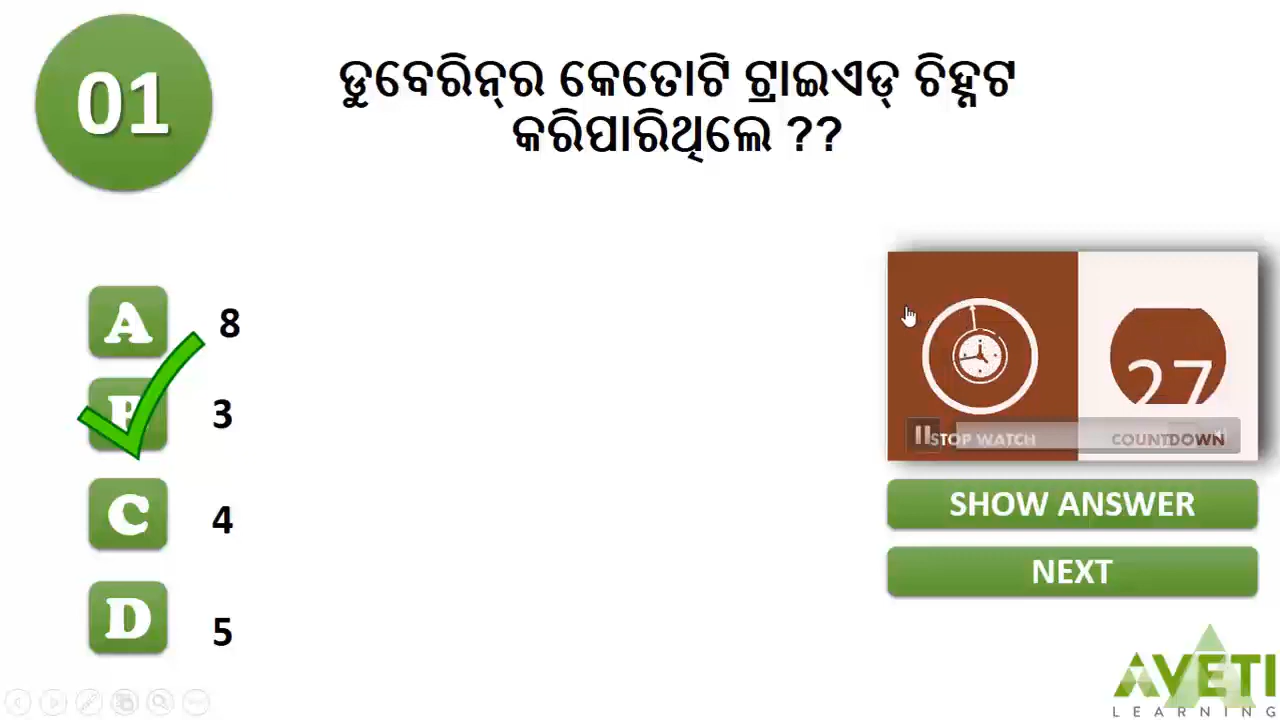 01
ଡୁବେରିନ୍‌ର କେତୋଟି ଟ୍ରାଇଏଡ୍ ଚିହ୍ନଟ
କରିପାରିଥିଲେ ??
A 8
B 3
C 4
D 5
27
STOP WATCH
COUNTDOWN
SHOW ANSWER
NEXT
AVETI
LEARNING